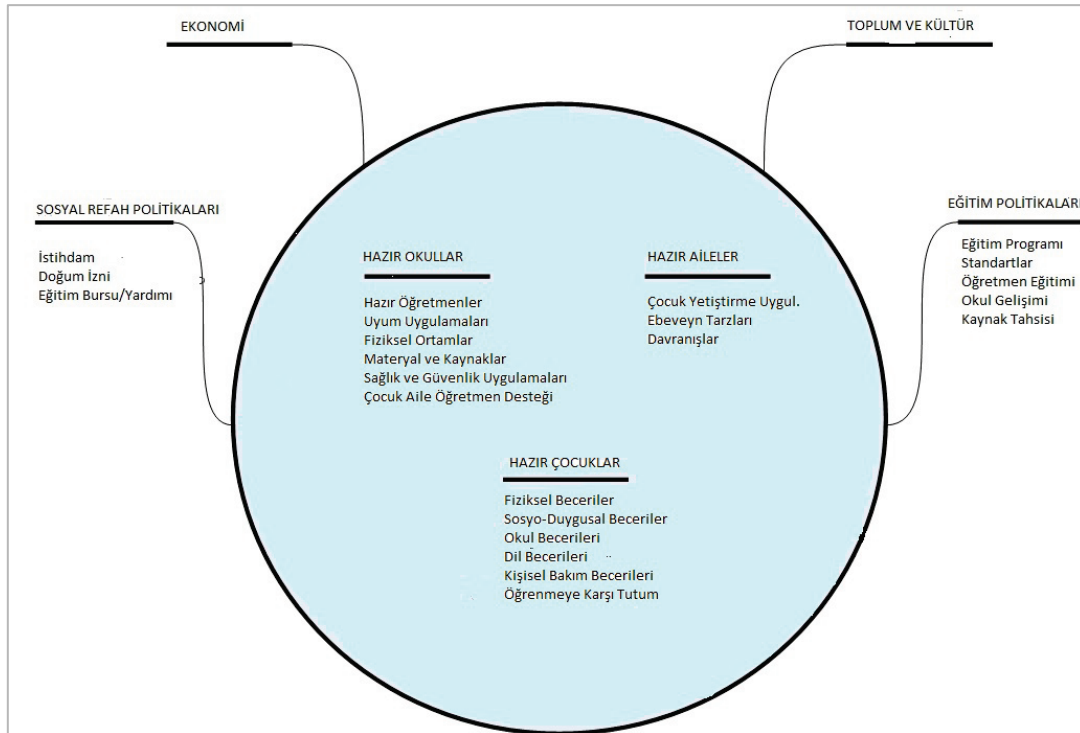 EKONOMİ
TOPLUM VE KÜLTÜR
SOSYAL REFAH POLİTİKALARI
İstihdam
Doğum İzni
Eğitim Bursu/Yardımı
EĞİTİM POLİTİKALARI
Eğitim Programı
Standartlar
Öğretmen Eğitimi
Okul Gelişimi
Kaynak Tahsisi
HAZIR OKULLAR
Hazır Öğretmenler
Uyum Uygulamaları
Fiziksel Ortamlar
Materyal ve Kaynaklar
Sağlık ve Güvenlik Uygulamaları
Çocuk Aile Öğretmen Desteği
HAZIR AİLELER
Çocuk Yetiştirme Uygul.
Ebeveyn Tarzları
Davranışlar
HAZIR ÇOCUKLAR
Fiziksel Beceriler
Sosyo-Duygusal Beceriler
Okul Becerileri
Dil Becerileri
Kişisel Bakım Becerileri
Öğrenmeye Karşı Tutum